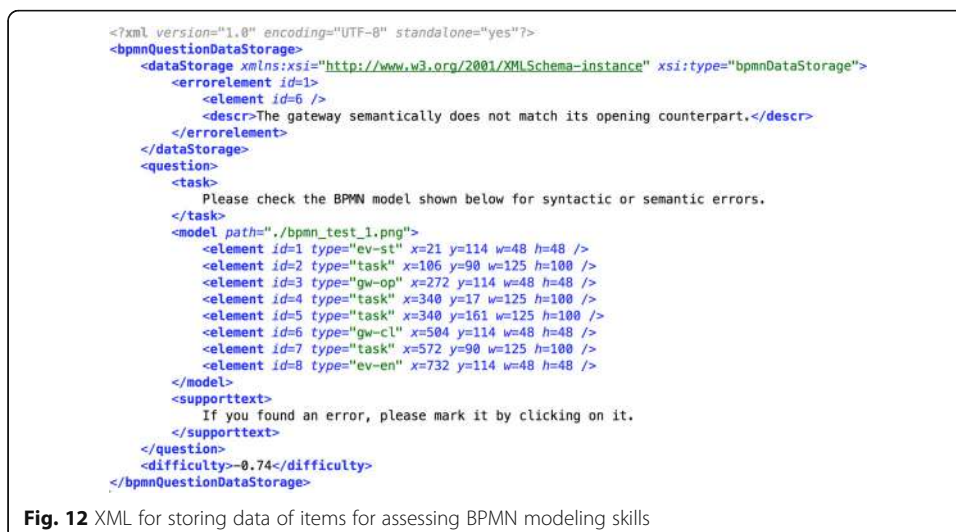 <?xml version="1.0" encoding="UTF-8" standalone="yes"?>
<bpmnQuestionDataStorage>
<dataStorage xmlns:xsi="http://www.w3.org/2001/XMLSchema-instance" xsi:type="bpmnDataStorage">
<errorelement id=1>
<element id=6 />
<descr>The gateway semantically does not match its opening counterpart.</descr>
</errorelement>
</dataStorage>
<question>
<task>
Please check the BPMN model shown below for syntactic or semantic errors.
</task>
<model path="./bpmn_test_1.png">
<element id=1 type="ev-st" x=21 y=114 w=48 h=48 />
<element id=2 type="task" x=106 y=90 w=125 h=100 />
<element id=3 type="gw-op" x=272 y=114 w=48 h=48 />
<element id=4 type="task" x=340 y=17 w=125 h=100 />
<element id=5 type="task" x=340 y=161 w=125 h=100 />
<element id=6 type="gw-cl" x=504 y=114 w=48 h=48 />
<element id=7 type="task" x=572 y=90 w=125 h=100 />
<element id=8 type="ev-en" x=732 y=114 w=48 h=48 />
</model>
<supporttext>
If you found an error, please mark it by clicking on it.
</supporttext>
</question>
<difficulty>-0.74</difficulty>
</bpmnQuestionDataStorage>
Fig. 12 XML for storing data of items for assessing BPMN modeling skills